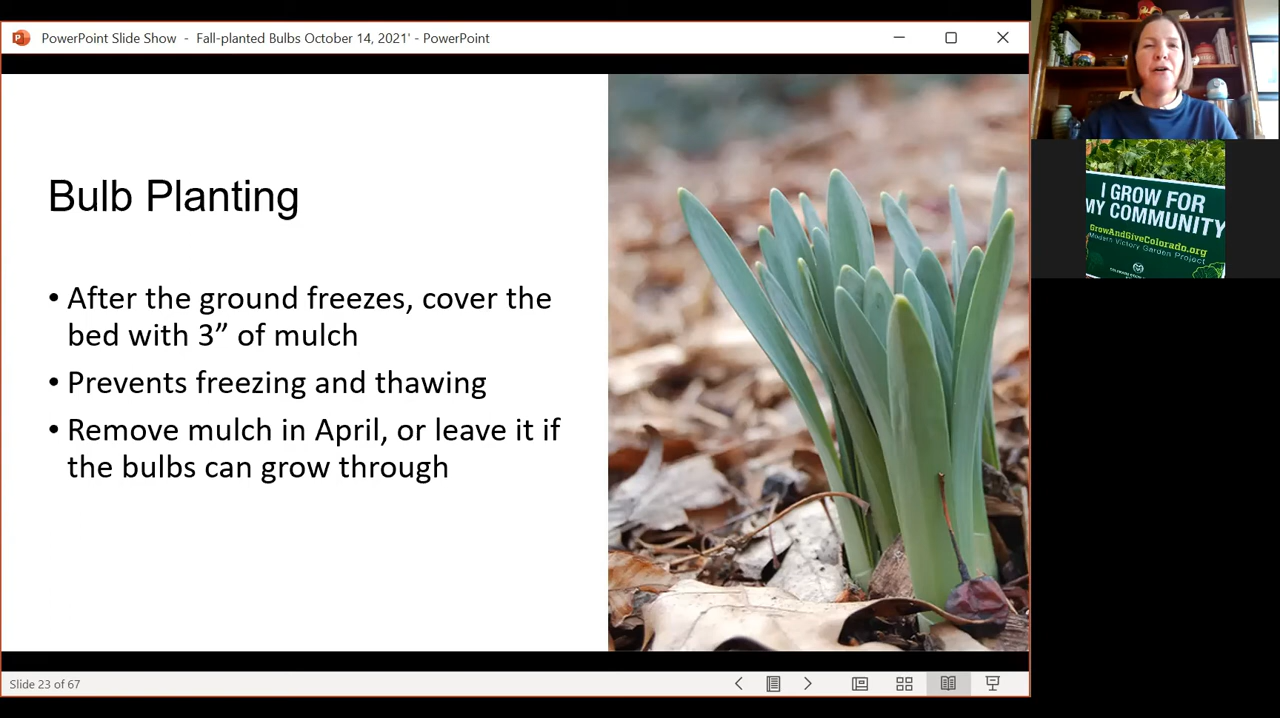 PowerPoint Slide Show - Fall-planted Bulbs October 14, 2021' - PowerPoint
Bulb Planting
• After the ground freezes, cover the
bed with 3” of mulch
• Prevents freezing and thawing
• Remove mulch in April, or leave it if
the bulbs can grow through
Slide 23 of 67
I GROW FOR
MY COMMUNITY
GrowAndGiveColorado.org
Modern Victory Garden Project